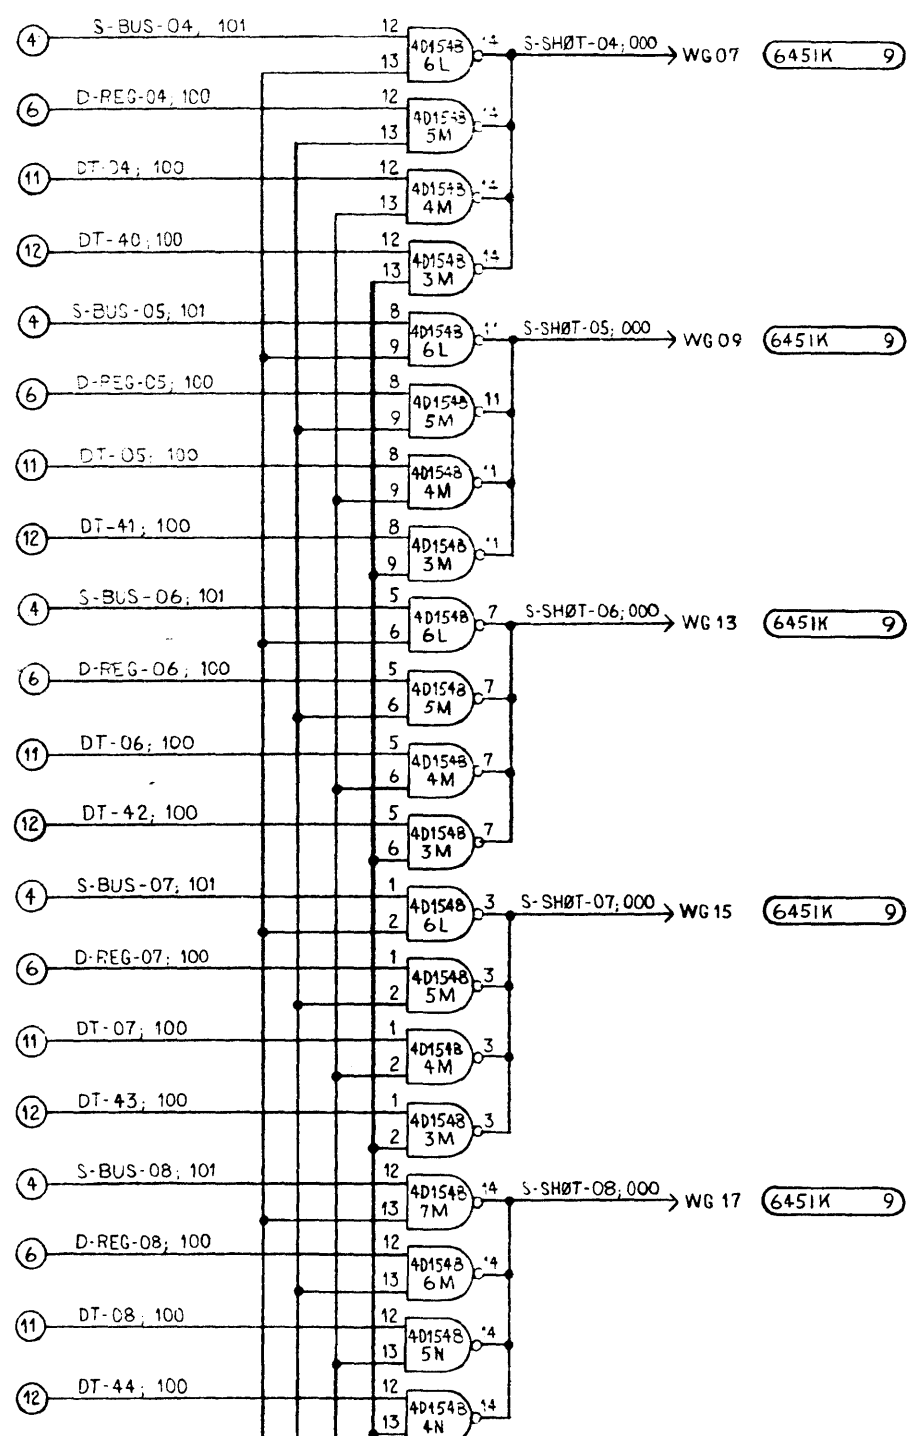 4 S-BUS-04; 101 12 4D1548 14 S-SHØT-04; 000 WG07 6451K 9
13 6L
6 D-REG-04; 100 12 4D1548 14
13 5M
11 DT-04; 100 12 4D1548 14
13 4M
12 DT-40; 100 12 4D1548 14
13 3M
4 S-BUS-05; 101 8 4D1548 11 S-SHØT-05; 000 WG09 6451K 9
9 6L
6 D-REG-05; 100 8 4D1548 11
9 5M
11 DT-05; 100 8 4D1548 11
9 4M
12 DT-41; 100 8 4D1548 11
9 3M
4 S-BUS-06; 101 5 4D1548 7 S-SHØT-06; 000 WG13 6451K 9
6 6L
6 D-REG-06; 100 5 4D1548 7
6 5M
11 DT-06; 100 5 4D1548 7
6 4M
12 DT-42; 100 5 4D1548 7
6 3M
4 S-BUS-07; 101 1 4D1548 3 S-SHØT-07; 000 WG15 6451K 9
2 6L
6 D-REG-07; 100 1 4D1548 3
2 5M
11 DT-07; 100 1 4D1548 3
2 4M
12 DT-43; 100 1 4D1548 3
2 3M
4 S-BUS-08; 101 12 4D1548 14 S-SHØT-08; 000 WG17 6451K 9
13 7M
6 D-REG-08; 100 12 4D1548 14
13 6M
11 DT-08; 100 12 4D1548 14
13 5N
12 DT-44; 100 12 4D1548 14
13 4N